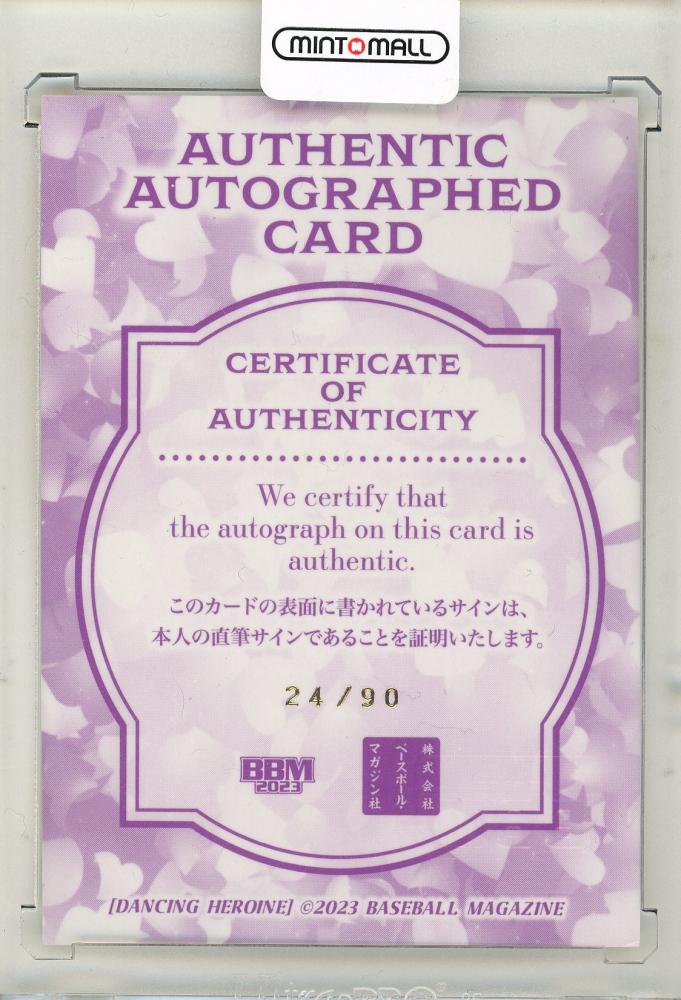 MINT MALL
AUTHENTIC
AUTOGRAPHED
CARD
CERTIFICATE
OF
AUTHENTICITY
We certify that
the autograph on this card is
authentic.
このカードの表面に書かれているサインは、
本人の直筆サインであることを証明いたします。
24/90
BBM
2023
株式会社
ベースボール・
マガジン社
[DANCING HEROINE] ©2023 BASEBALL MAGAZINE